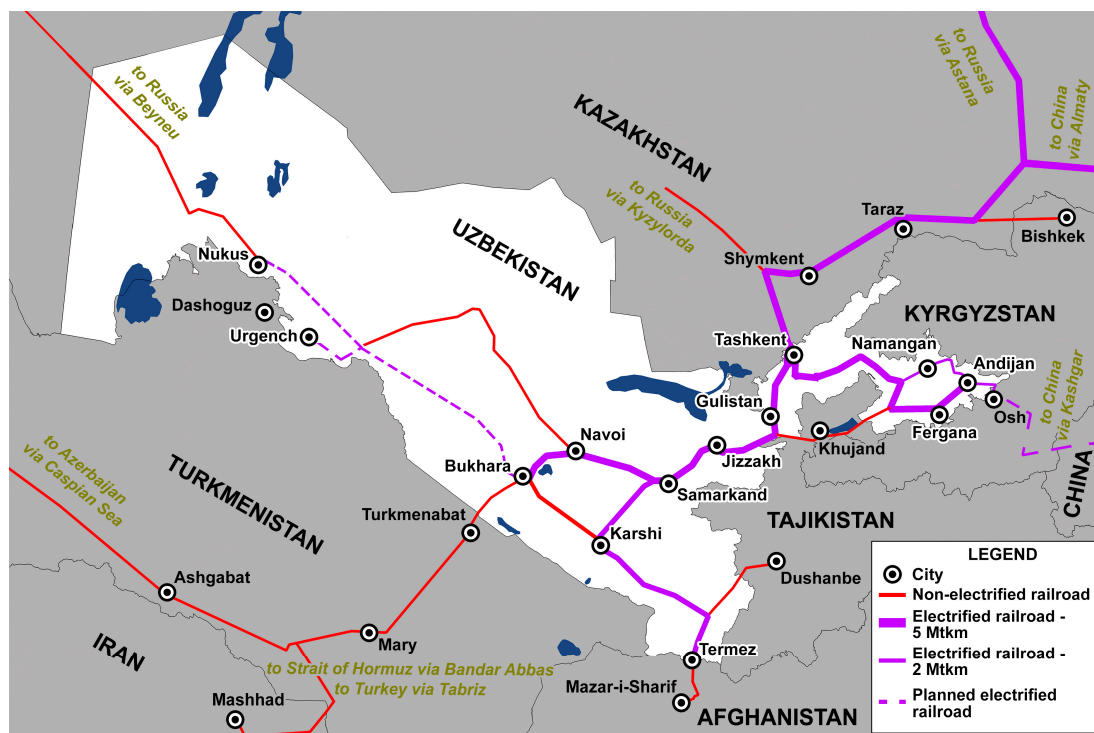 to Russia
via Beyneu
KAZAKHSTAN
to Russia
via Astana
to China
via Almaty
to Russia
via Kyzylorda
Taraz
Bishkek
UZBEKISTAN
Nukus
Shymkent
Dashoguz
KYRGYZSTAN
Urgench
Tashkent
Namangan
Andijan
Gulistan
Osh
to China
via Kashgar
Fergana
Navoi
Khujand
Jizzakh
to Azerbaijan
via Caspian Sea
TURKMENISTAN
Bukhara
Samarkand
CHINA
Turkmenabat
Karshi
TAJIKISTAN
Ashgabat
Dushanbe
IRAN
Mary
Termez
to Strait of Hormuz via Bandar Abbas
to Turkey via Tabriz
Mashhad
Mazar-i-Sharif
AFGHANISTAN
LEGEND
City
Non-electrified railroad
Electrified railroad -
5 Mtkm
Electrified railroad -
2 Mtkm
Planned electrified
railroad